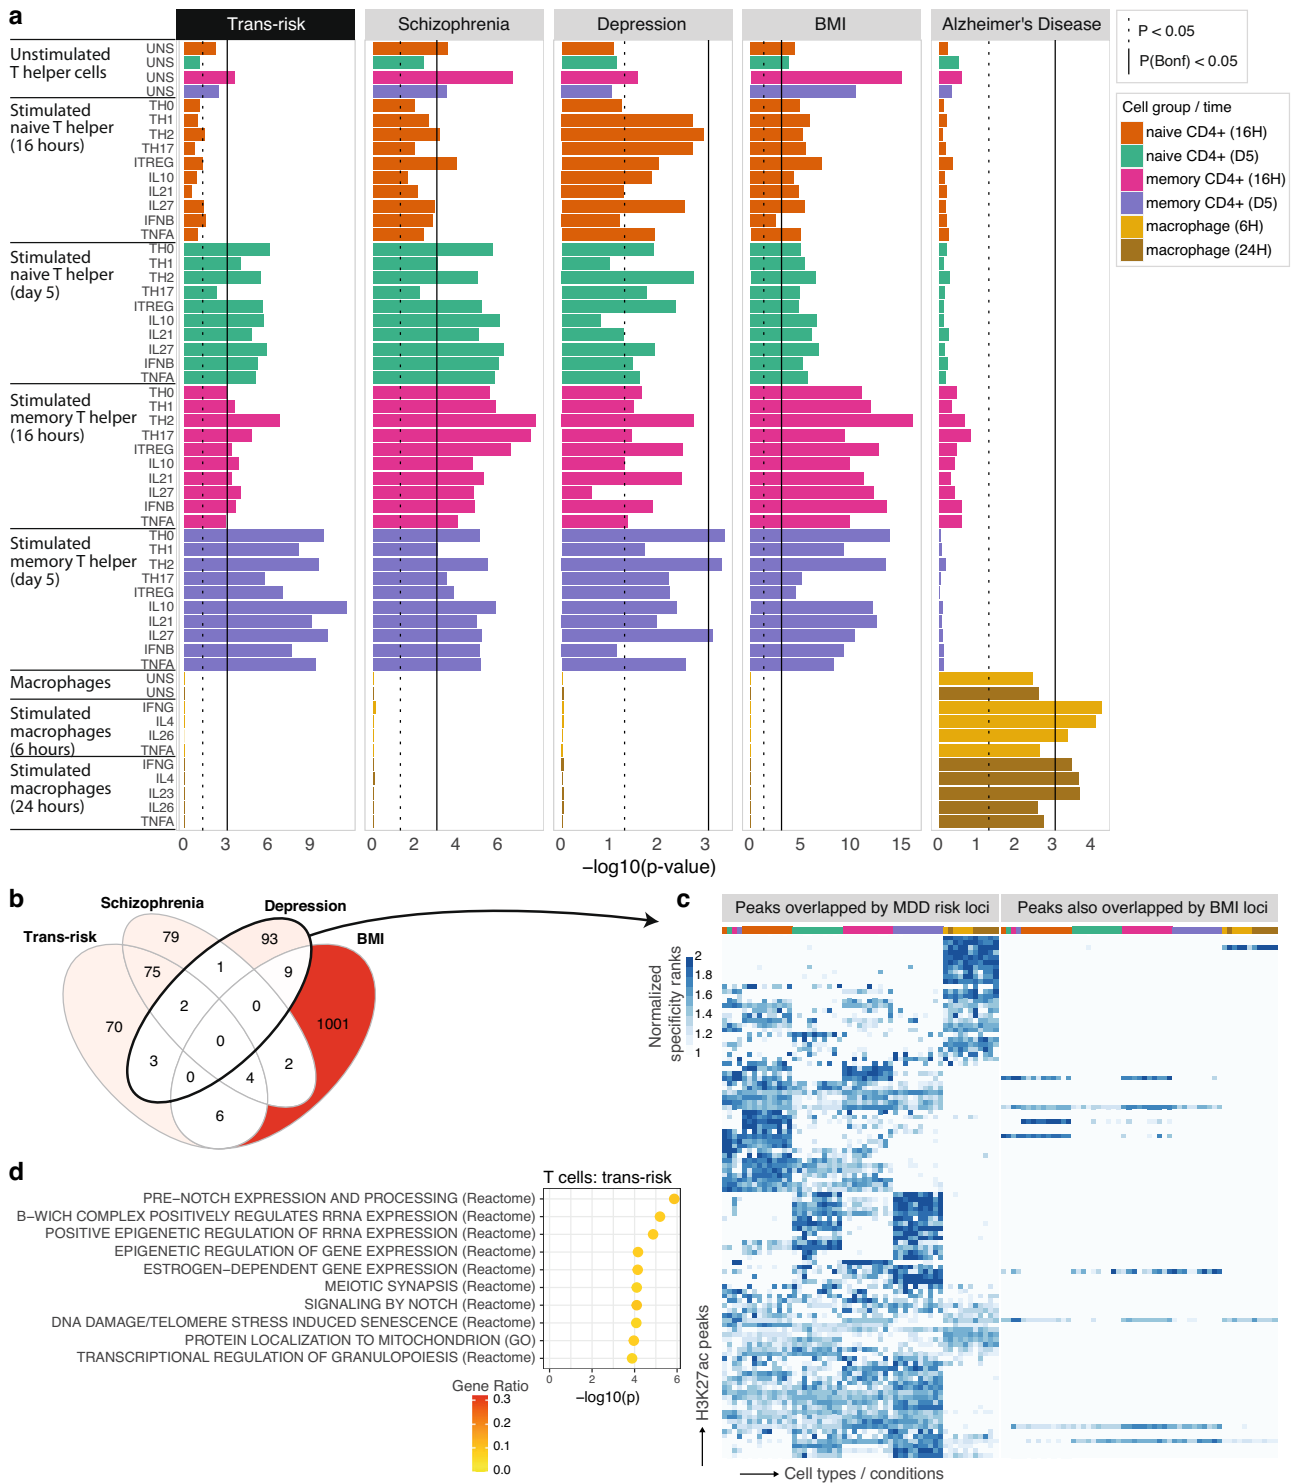 a
Trans-risk
Schizophrenia
Depression
BMI
Alzheimer's Disease
P < 0.05
P(Bonf) < 0.05
Cell group / time
naive CD4+ (16H)
naive CD4+ (D5)
memory CD4+ (16H)
memory CD4+ (D5)
macrophage (6H)
macrophage (24H)
Unstimulated
T helper cells
UNS
UNS
UNS
UNS
Stimulated
naive T helper
(16 hours)
TH0
TH1
TH2
TH17
ITREG
IL10
IL21
IL27
IFNB
TNFA
Stimulated
naive T helper
(day 5)
TH0
TH1
TH2
TH17
ITREG
IL10
IL21
IL27
IFNB
TNFA
Stimulated
memory T helper
(16 hours)
TH0
TH1
TH2
TH17
ITREG
IL10
IL21
IL27
IFNB
TNFA
Stimulated
memory T helper
(day 5)
TH0
TH1
TH2
TH17
ITREG
IL10
IL21
IL27
IFNB
TNFA
Macrophages
UNS
UNS
Stimulated
macrophages
(6 hours)
IFNG
IL4
IL26
TNFA
Stimulated
macrophages
(24 hours)
IFNG
IL4
IL23
IL26
TNFA
0 3 6 9
0 2 4 6
0 1 2 3
0 5 10 15
0 1 2 3 4
−log10(p-value)
b
Schizophrenia
Depression
Trans-risk
BMI
79
93
75
1
9
2
0
70
0
1001
3
0
4
2
6
c
Peaks overlapped by MDD risk loci
Peaks also overlapped by BMI loci
Normalized
specificity ranks
2
1.8
1.6
1.4
1.2
1
H3K27ac peaks
Cell types / conditions
d
T cells: trans-risk
PRE−NOTCH EXPRESSION AND PROCESSING (Reactome)
B−WICH COMPLEX POSITIVELY REGULATES RRNA EXPRESSION (Reactome)
POSITIVE EPIGENETIC REGULATION OF RRNA EXPRESSION (Reactome)
EPIGENETIC REGULATION OF GENE EXPRESSION (Reactome)
ESTROGEN−DEPENDENT GENE EXPRESSION (Reactome)
MEIOTIC SYNAPSIS (Reactome)
SIGNALING BY NOTCH (Reactome)
DNA DAMAGE/TELOMERE STRESS INDUCED SENESCENCE (Reactome)
PROTEIN LOCALIZATION TO MITOCHONDRION (GO)
TRANSCRIPTIONAL REGULATION OF GRANULOPOIESIS (Reactome)
0 2 4 6
−log10(p)
Gene Ratio
0.3
0.2
0.1
0.0